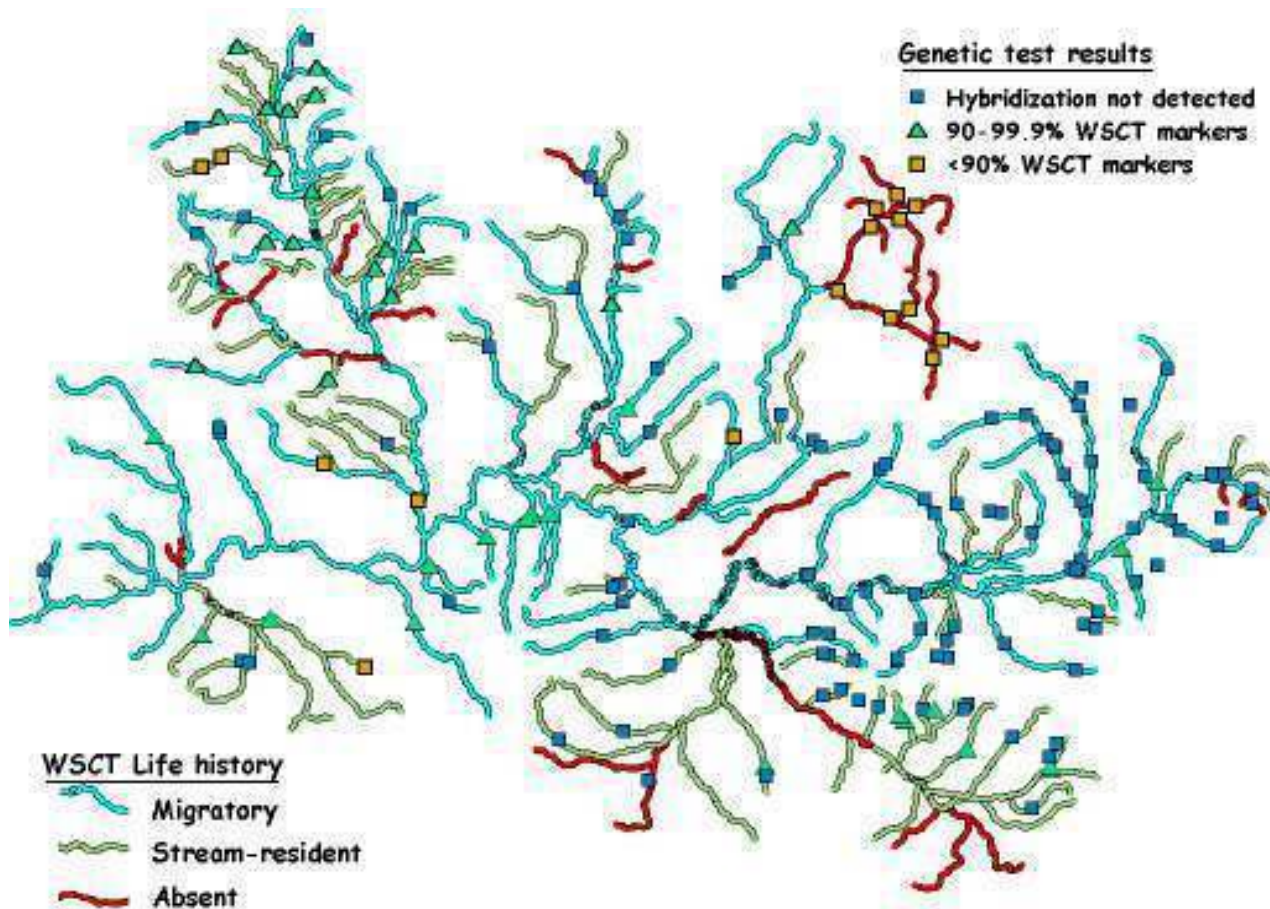 Genetic test results
Hybridization not detected
90-99.9% WSCT markers
<90% WSCT markers
WSCT Life history
Migratory
Stream-resident
Absent